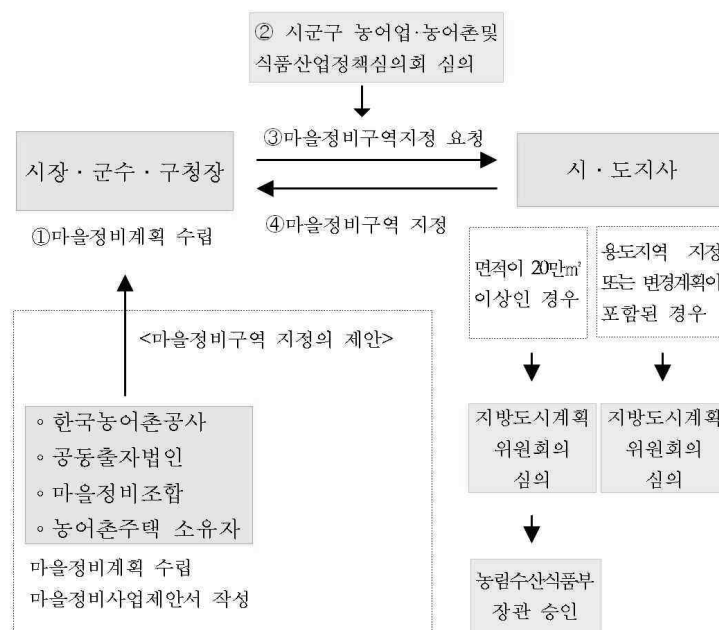 ② 시군구 농어업·농어촌및
식품산업정책심의회 심의
③마을정비구역지정 요청
시장·군수·구청장
시·도지사
④마을정비구역 지정
①마을정비계획 수립
면적이 20만㎡
이상인 경우
용도지역 지정
또는 변경계획이
포함된 경우
<마을정비구역 지정의 제안>
∘한국농어촌공사
∘공동출자법인
∘마을정비조합
∘농어촌주택 소유자
마을정비계획 수립
마을정비사업제안서 작성
지방도시계획
위원회의
심의
지방도시계획
위원회의
심의
농림수산식품부
장관 승인